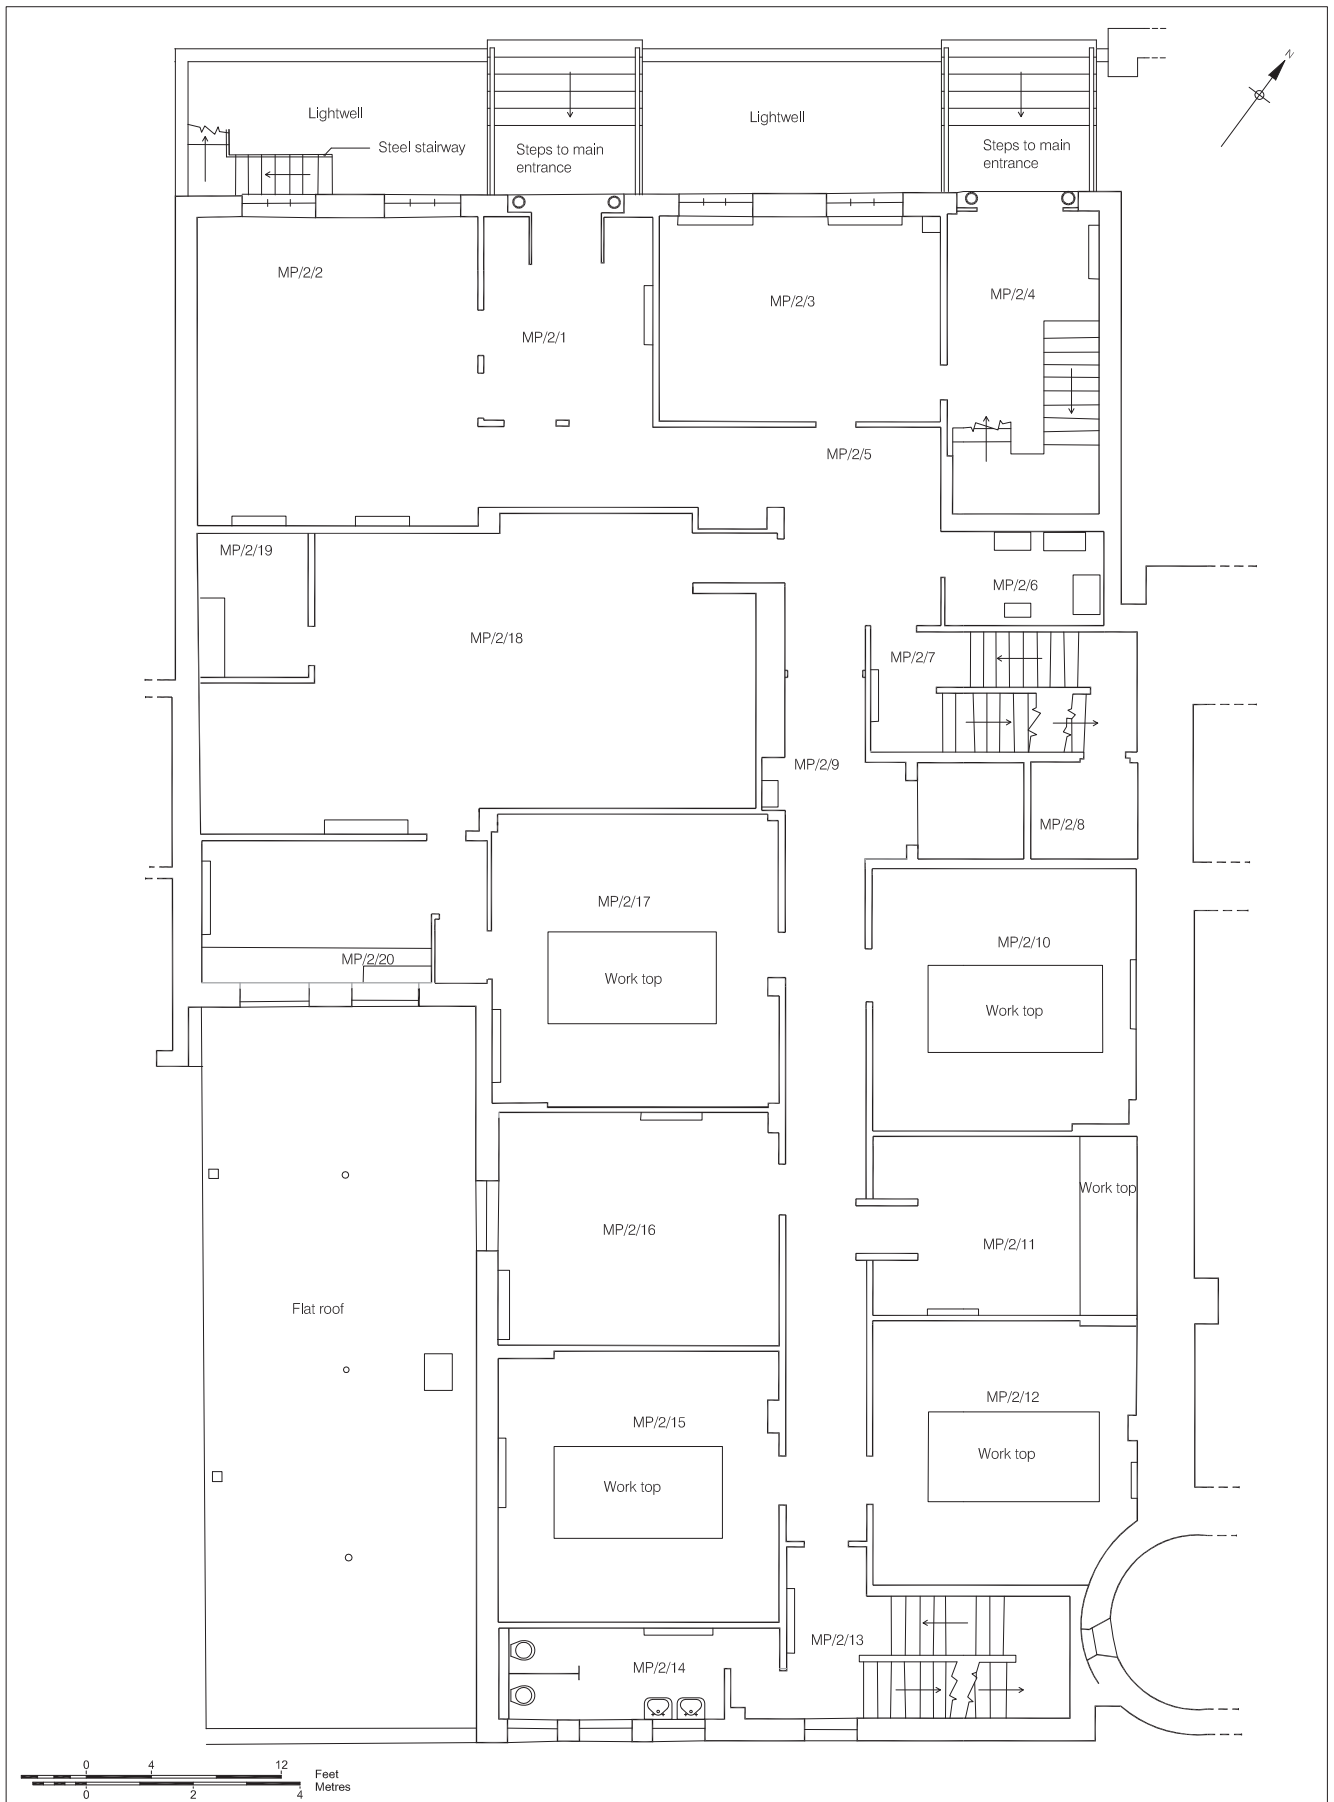 N
Lightwell
Lightwell
Steel stairway
Steps to main
entrance
Steps to main
entrance
MP/2/2
MP/2/3
MP/2/4
MP/2/1
MP/2/5
MP/2/19
MP/2/6
MP/2/18
MP/2/7
MP/2/9
MP/2/8
MP/2/17
MP/2/10
MP/2/20
Work top
Work top
Work top
MP/2/16
MP/2/11
Flat roof
MP/2/12
MP/2/15
Work top
Work top
MP/2/13
MP/2/14
0 4 12 Feet
0 2 4 Metres